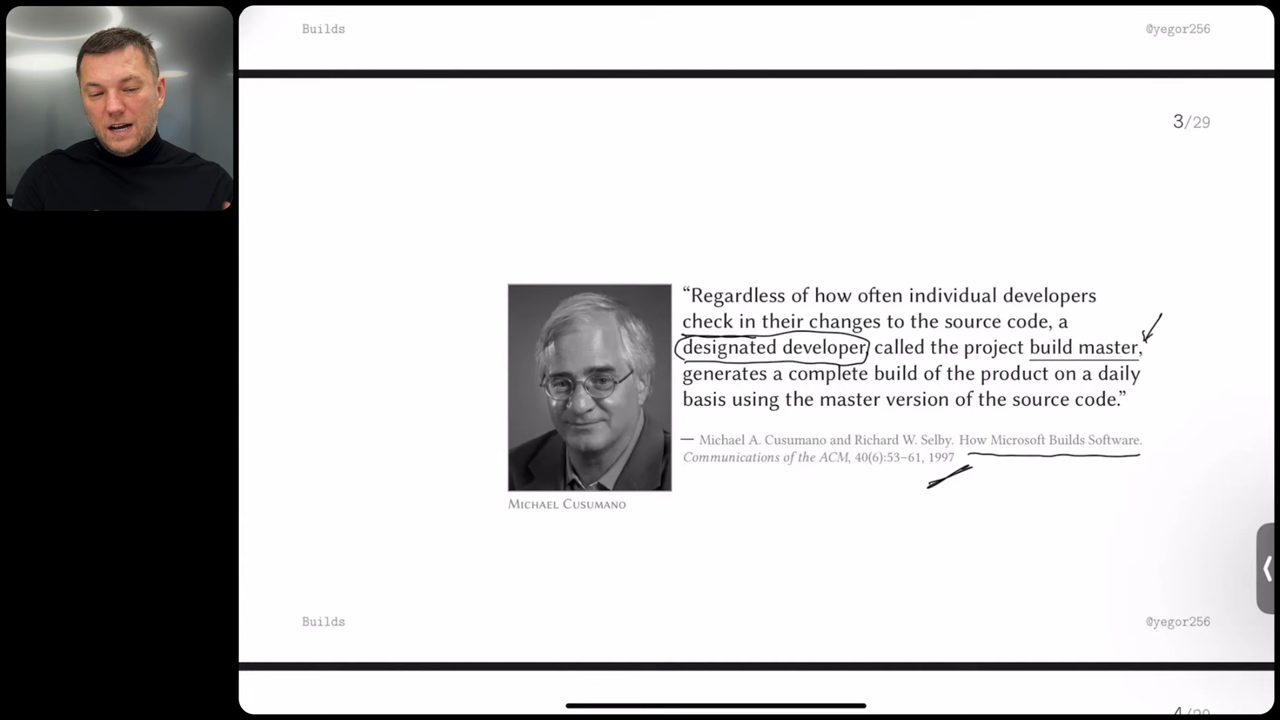 Builds
@yegor256
3/29
“Regardless of how often individual developers
check in their changes to the source code, a
designated developer, called the project build master,
generates a complete build of the product on a daily
basis using the master version of the source code.”
— Michael A. Cusumano and Richard W. Selby. How Microsoft Builds Software.
Communications of the ACM, 40(6):53–61, 1997
Michael Cusumano
Builds
@yegor256
4/29